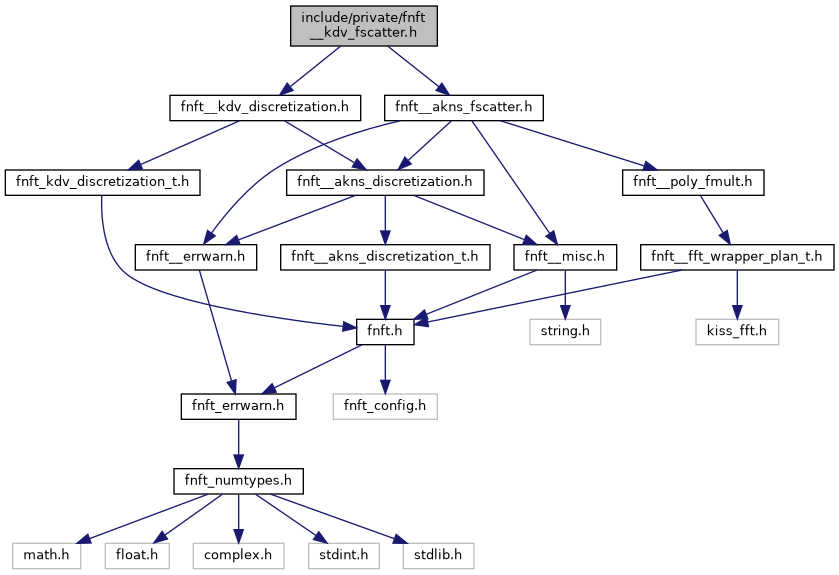 include/private/fnft
__kdv_fscatter.h
fnft__kdv_discretization.h
fnft__akns_fscatter.h
fnft_kdv_discretization_t.h
fnft__akns_discretization.h
fnft__poly_fmult.h
fnft__errwarn.h
fnft__akns_discretization_t.h
fnft__misc.h
fnft__fft_wrapper_plan_t.h
fnft.h
string.h
kiss_fft.h
fnft_errwarn.h
fnft_config.h
fnft_numtypes.h
math.h
float.h
complex.h
stdint.h
stdlib.h